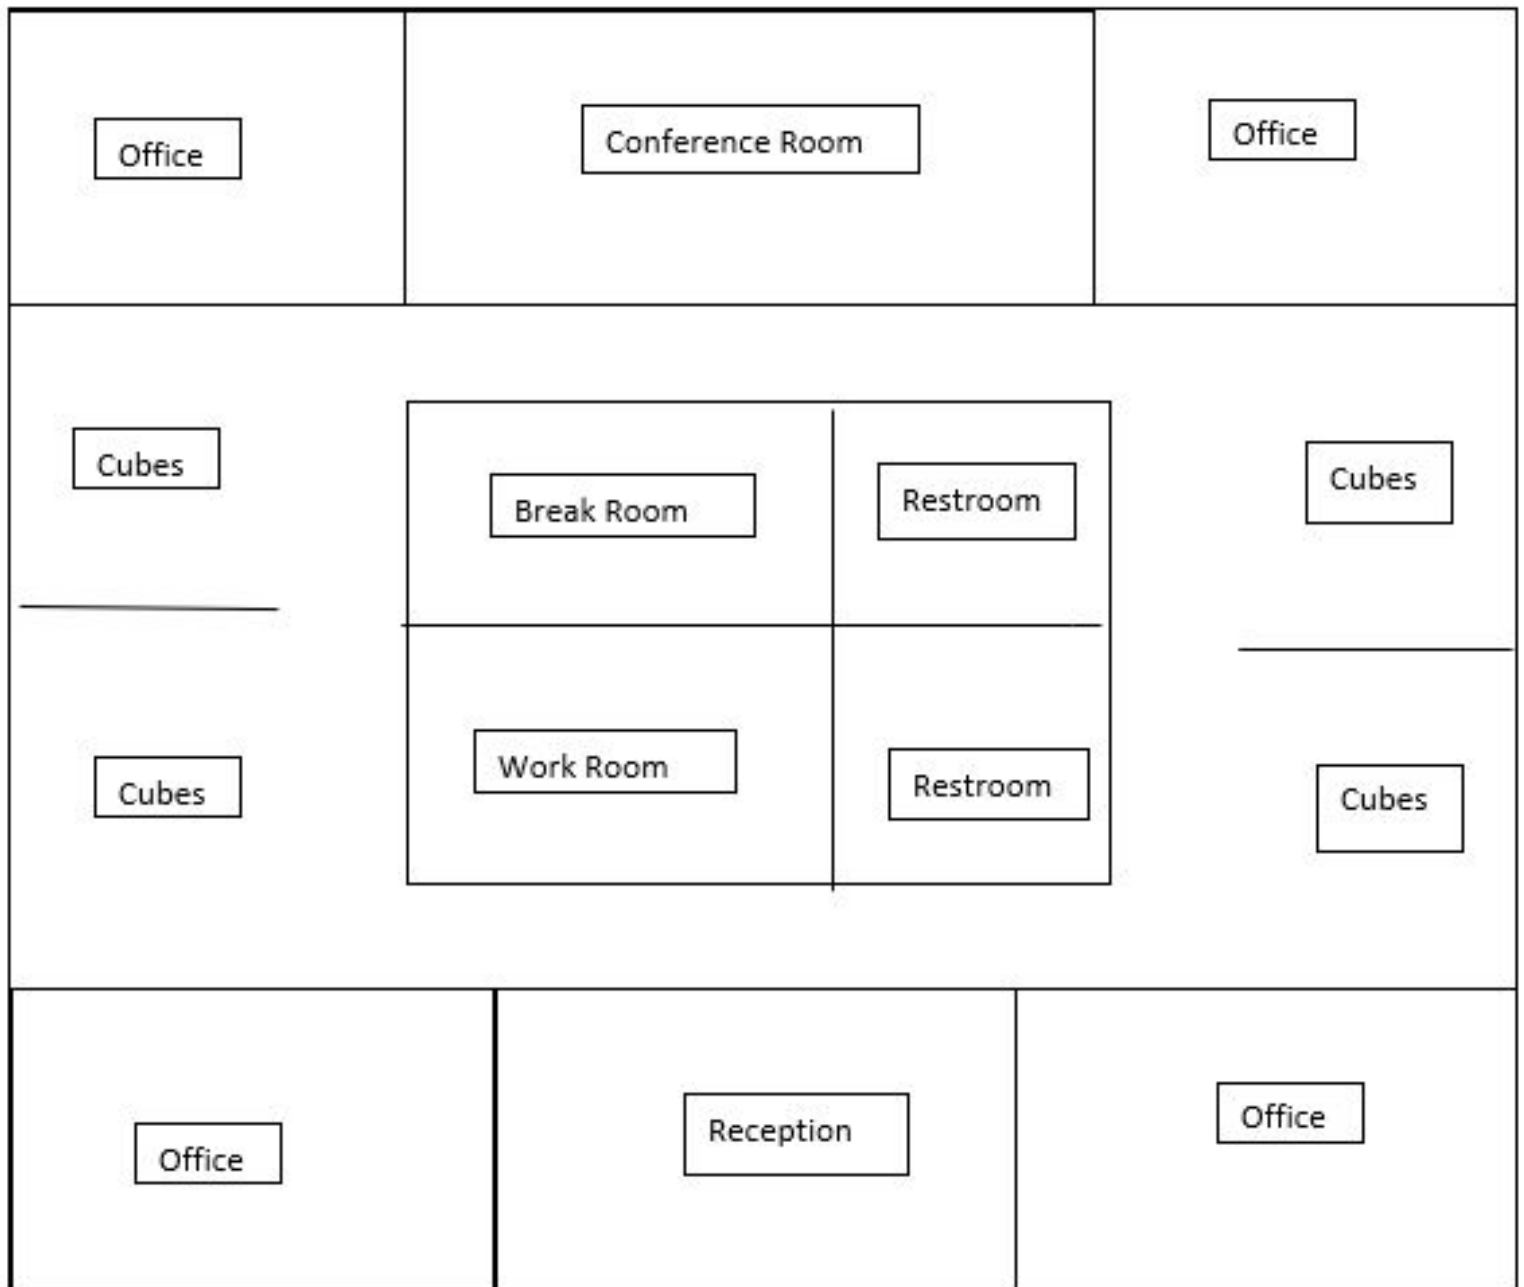 Office
Conference Room
Office
Cubes
Break Room
Restroom
Cubes
Work Room
Restroom
Cubes
Cubes
Office
Reception
Office